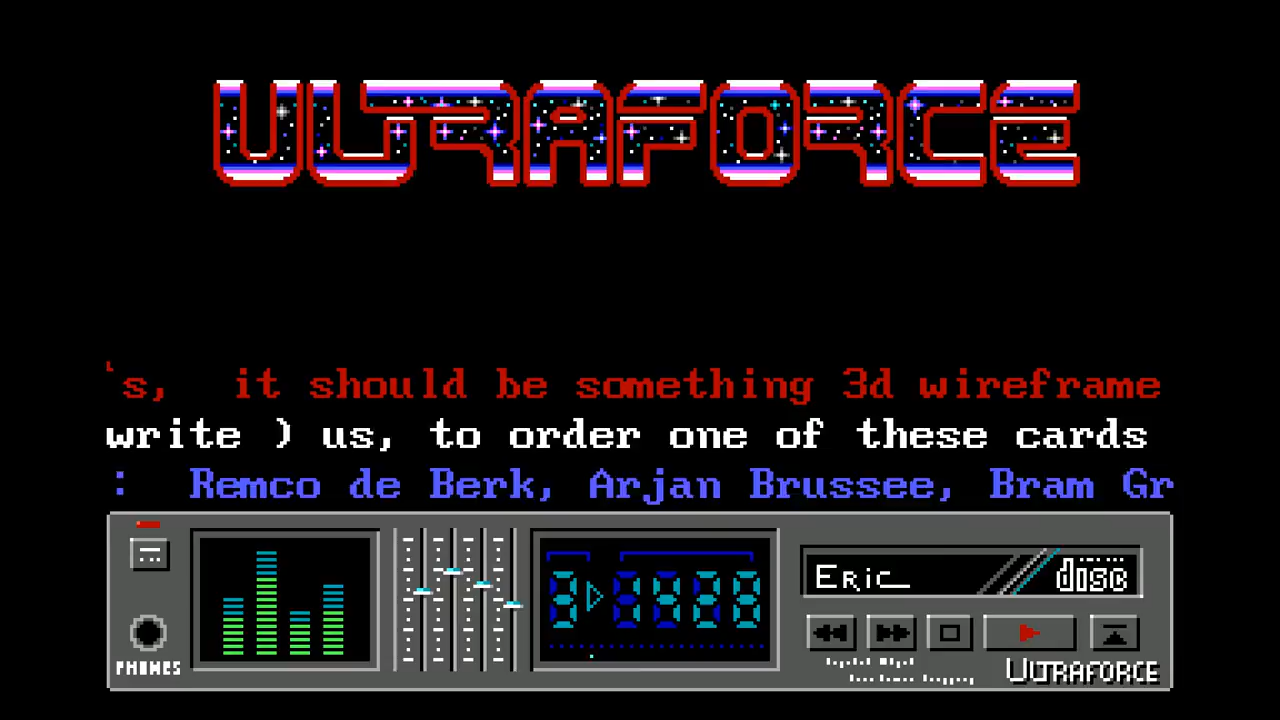 ULTRAFORCE
's, it should be something 3d wireframe
write ) us, to order one of these cards
: Remco de Berk, Arjan Brussee, Bram Gr
Eric
disc
PHONES
ULTRAFORCE